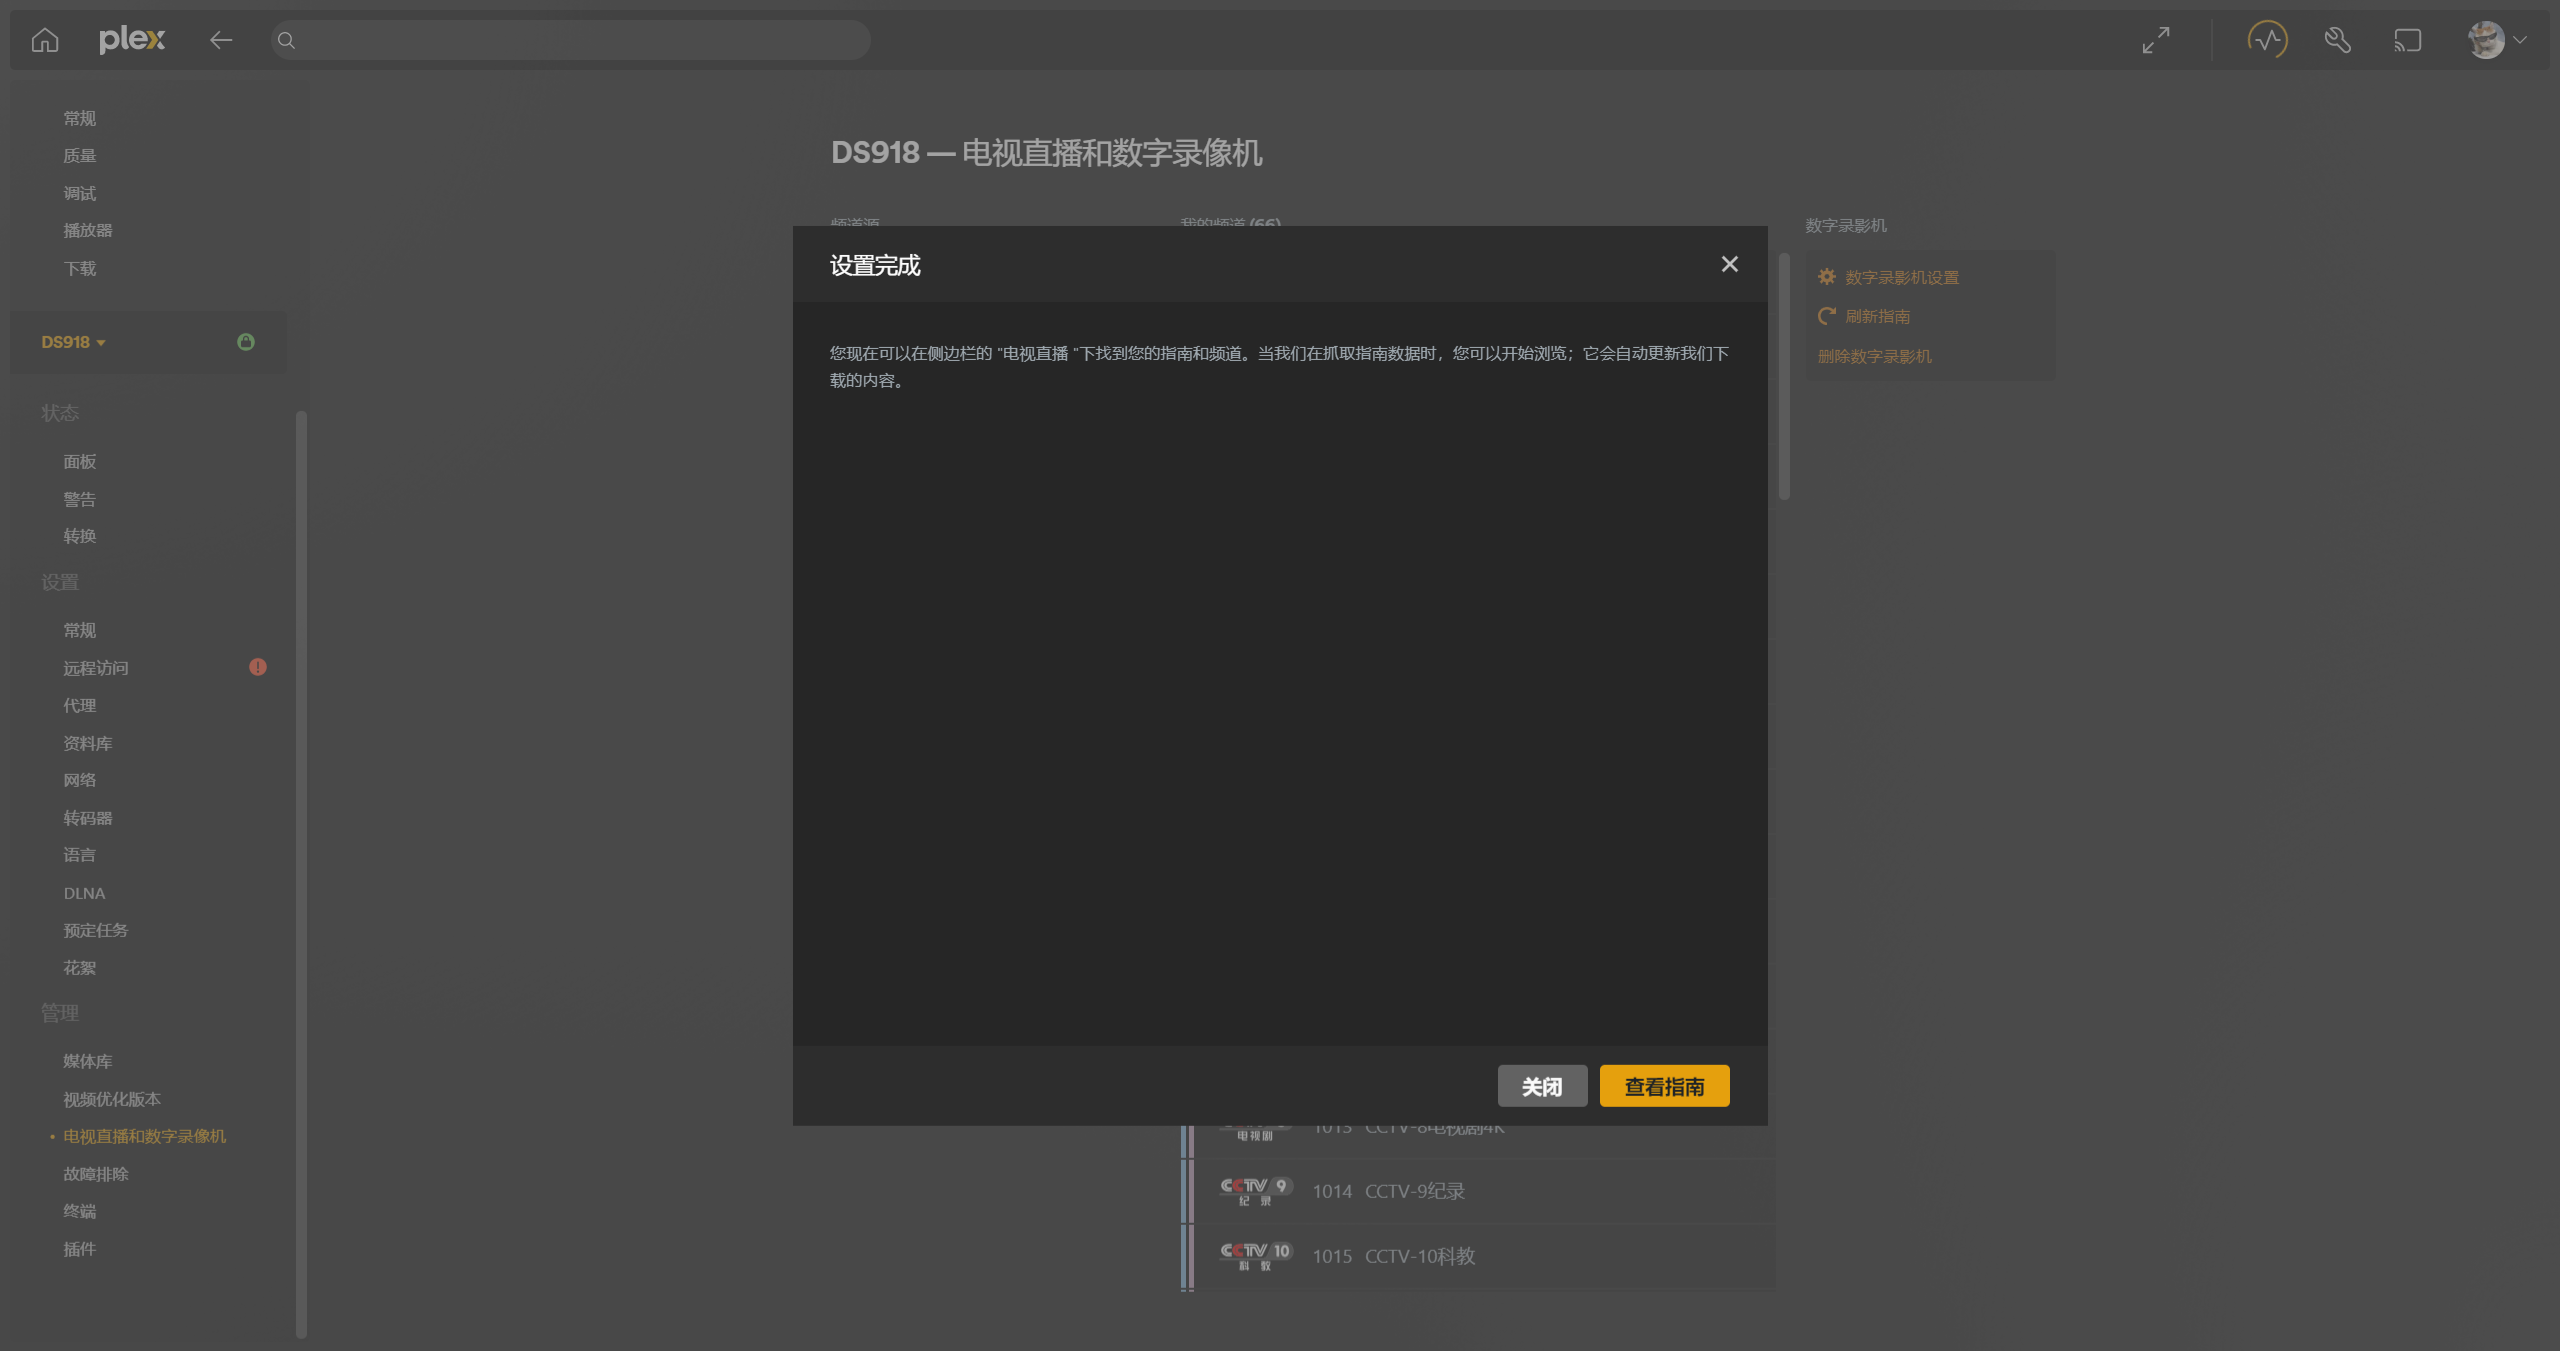 plex
常规
质量
调试
播放器
下载
DS918
状态
面板
警告
转换
设置
常规
远程访问
代理
资料库
网络
转码器
语言
DLNA
预定任务
花絮
管理
媒体库
视频优化版本
电视直播和数字录像机
故障排除
终端
插件
DS918 — 电视直播和数字录像机
频道源
我的频道 (66)
数字录影机
数字录影机设置
刷新指南
删除数字录影机
设置完成
您现在可以在侧边栏的 "电视直播 "下找到您的指南和频道。当我们在抓取指南数据时，您可以开始浏览；它会自动更新我们下
载的内容。
关闭
查看指南
电视剧
1013 CCTV-8电视剧4K
CCTV 9
纪 录
1014 CCTV-9纪录
CCTV 10
科 教
1015 CCTV-10科教